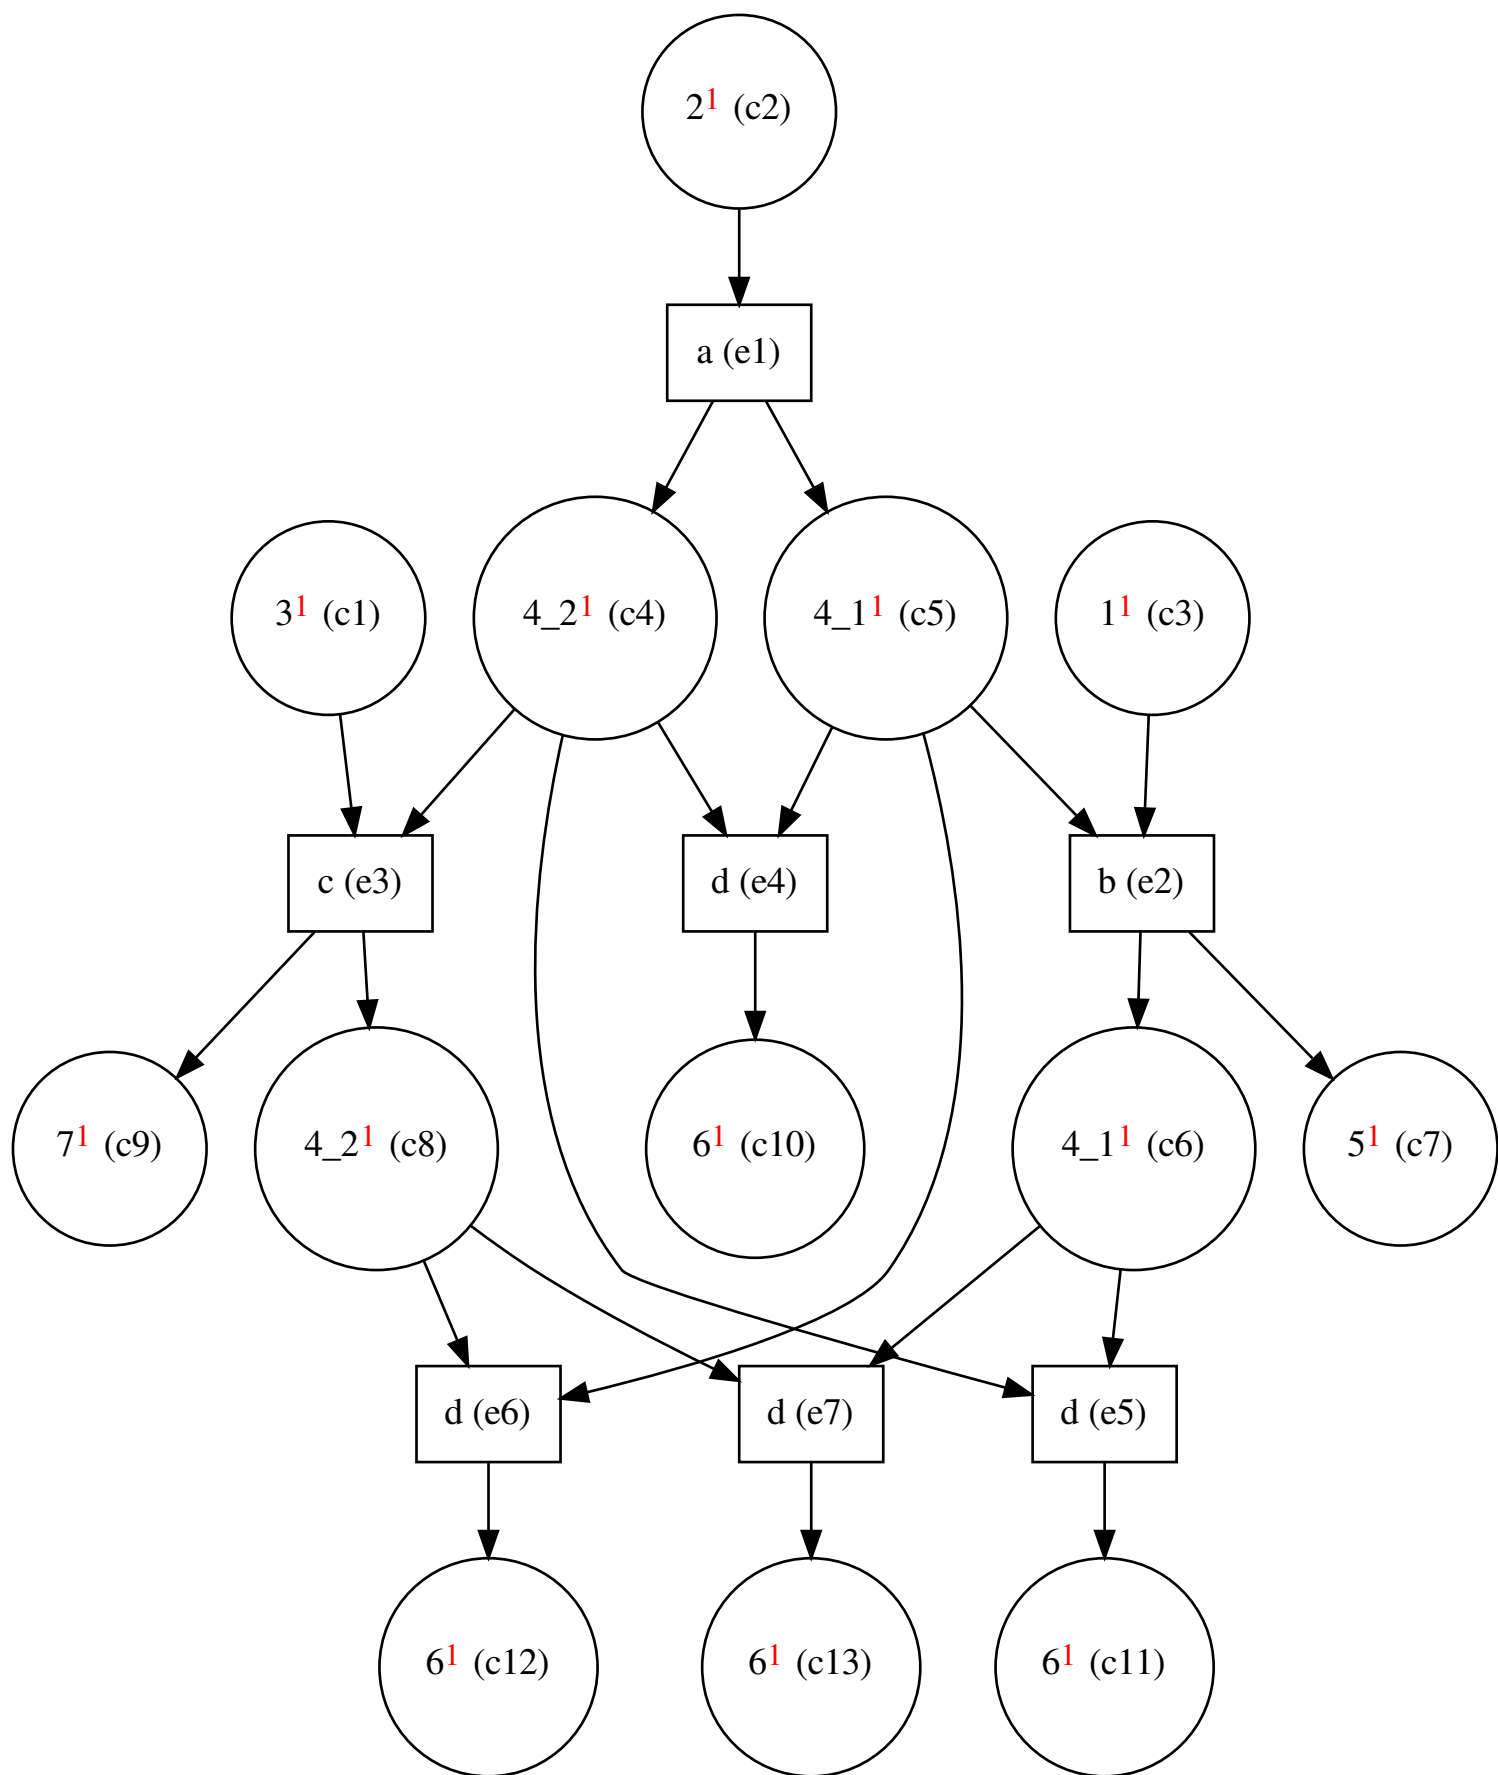 2¹ (c2)
a (e1)
3¹ (c1)
4_2¹ (c4)
4_1¹ (c5)
1¹ (c3)
c (e3)
d (e4)
b (e2)
7¹ (c9)
4_2¹ (c8)
6¹ (c10)
4_1¹ (c6)
5¹ (c7)
d (e6)
d (e7)
d (e5)
6¹ (c12)
6¹ (c13)
6¹ (c11)